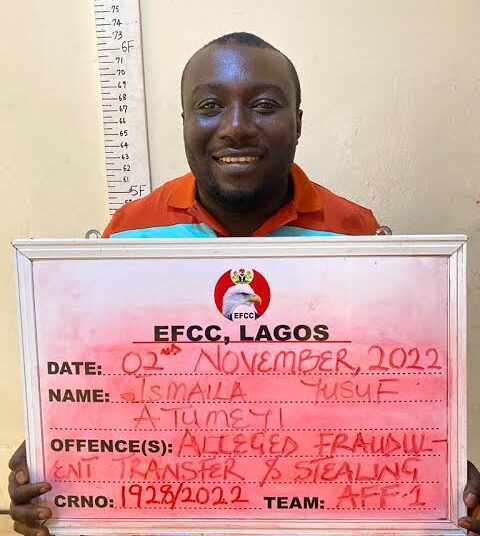 75
74
73
6F
71
70
69
68
67
66
65
64
63
62
5F
EFCC
EFCC, LAGOS
DATE: 02nd NOVEMBER, 2022
NAME: ISMAILA YUSUF
ATUMEYI
OFFENCE(S): ALLEGED FRAUDUL-
ENT TRANSFER & STEALING
CRNO: 1928/2022 TEAM: AFF-1